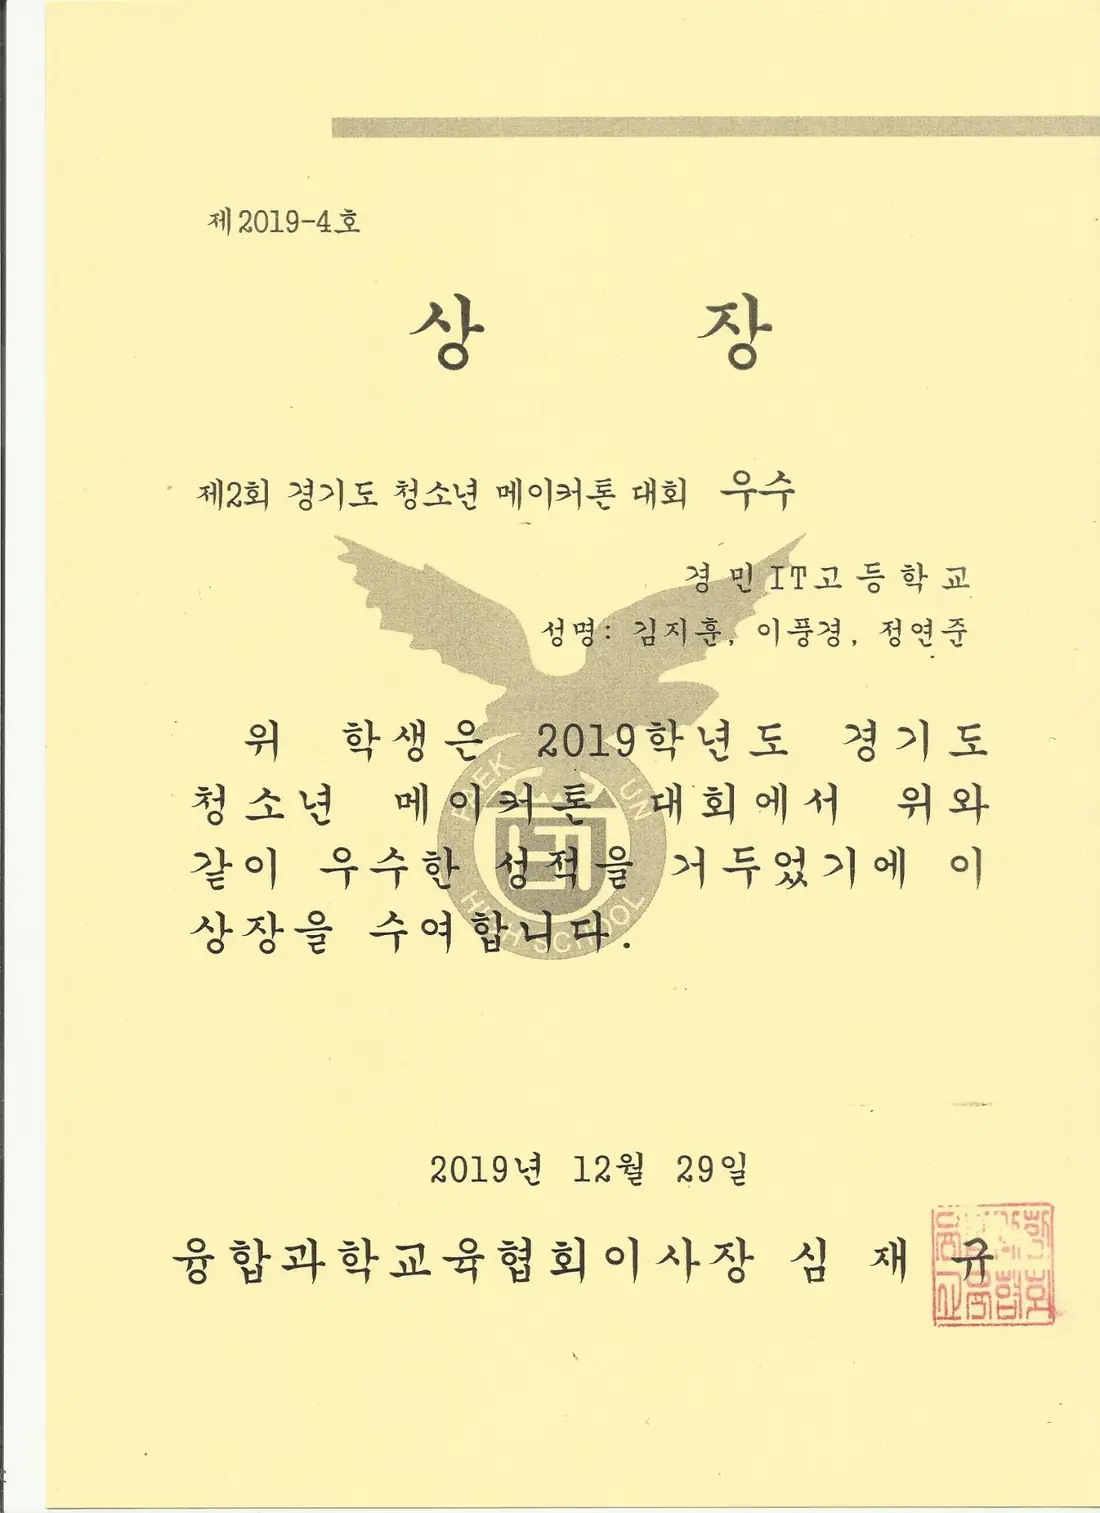 제2019-4호
상 장
제2회 경기도 청소년 메이커톤 대회 우수
경민IT고등학교
성명: 김지훈, 이풍경, 정연준
위 학생은 2019학년도 경기도
청소년 메이커톤 대회에서 위와
같이 우수한 성적을 거두었기에 이
상장을 수여합니다.
PAEK UN
HIGH SCHOOL
2019년 12월 29일
융합과학교육협회이사장 심 재 규